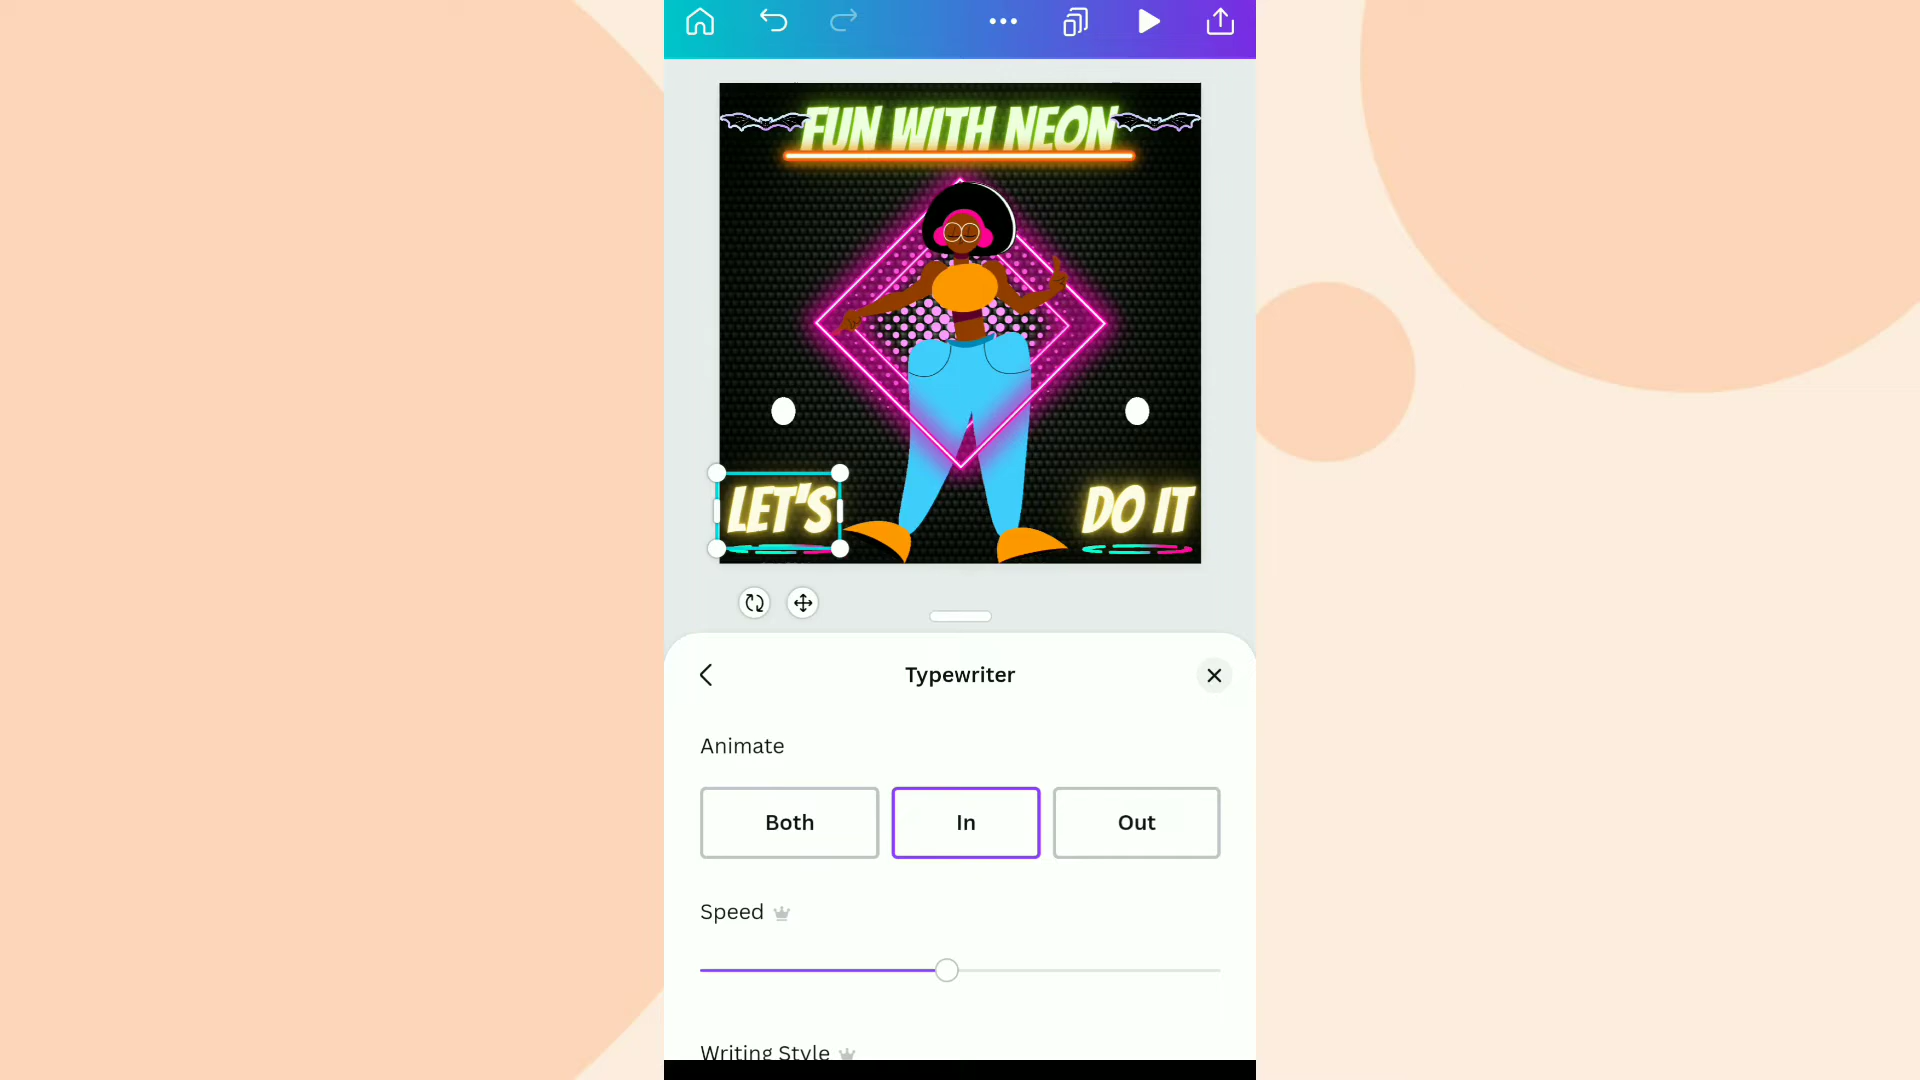 FUN WITH NEON
LET'S
DO IT
Typewriter
Animate
Both
In
Out
Speed
Writing Style